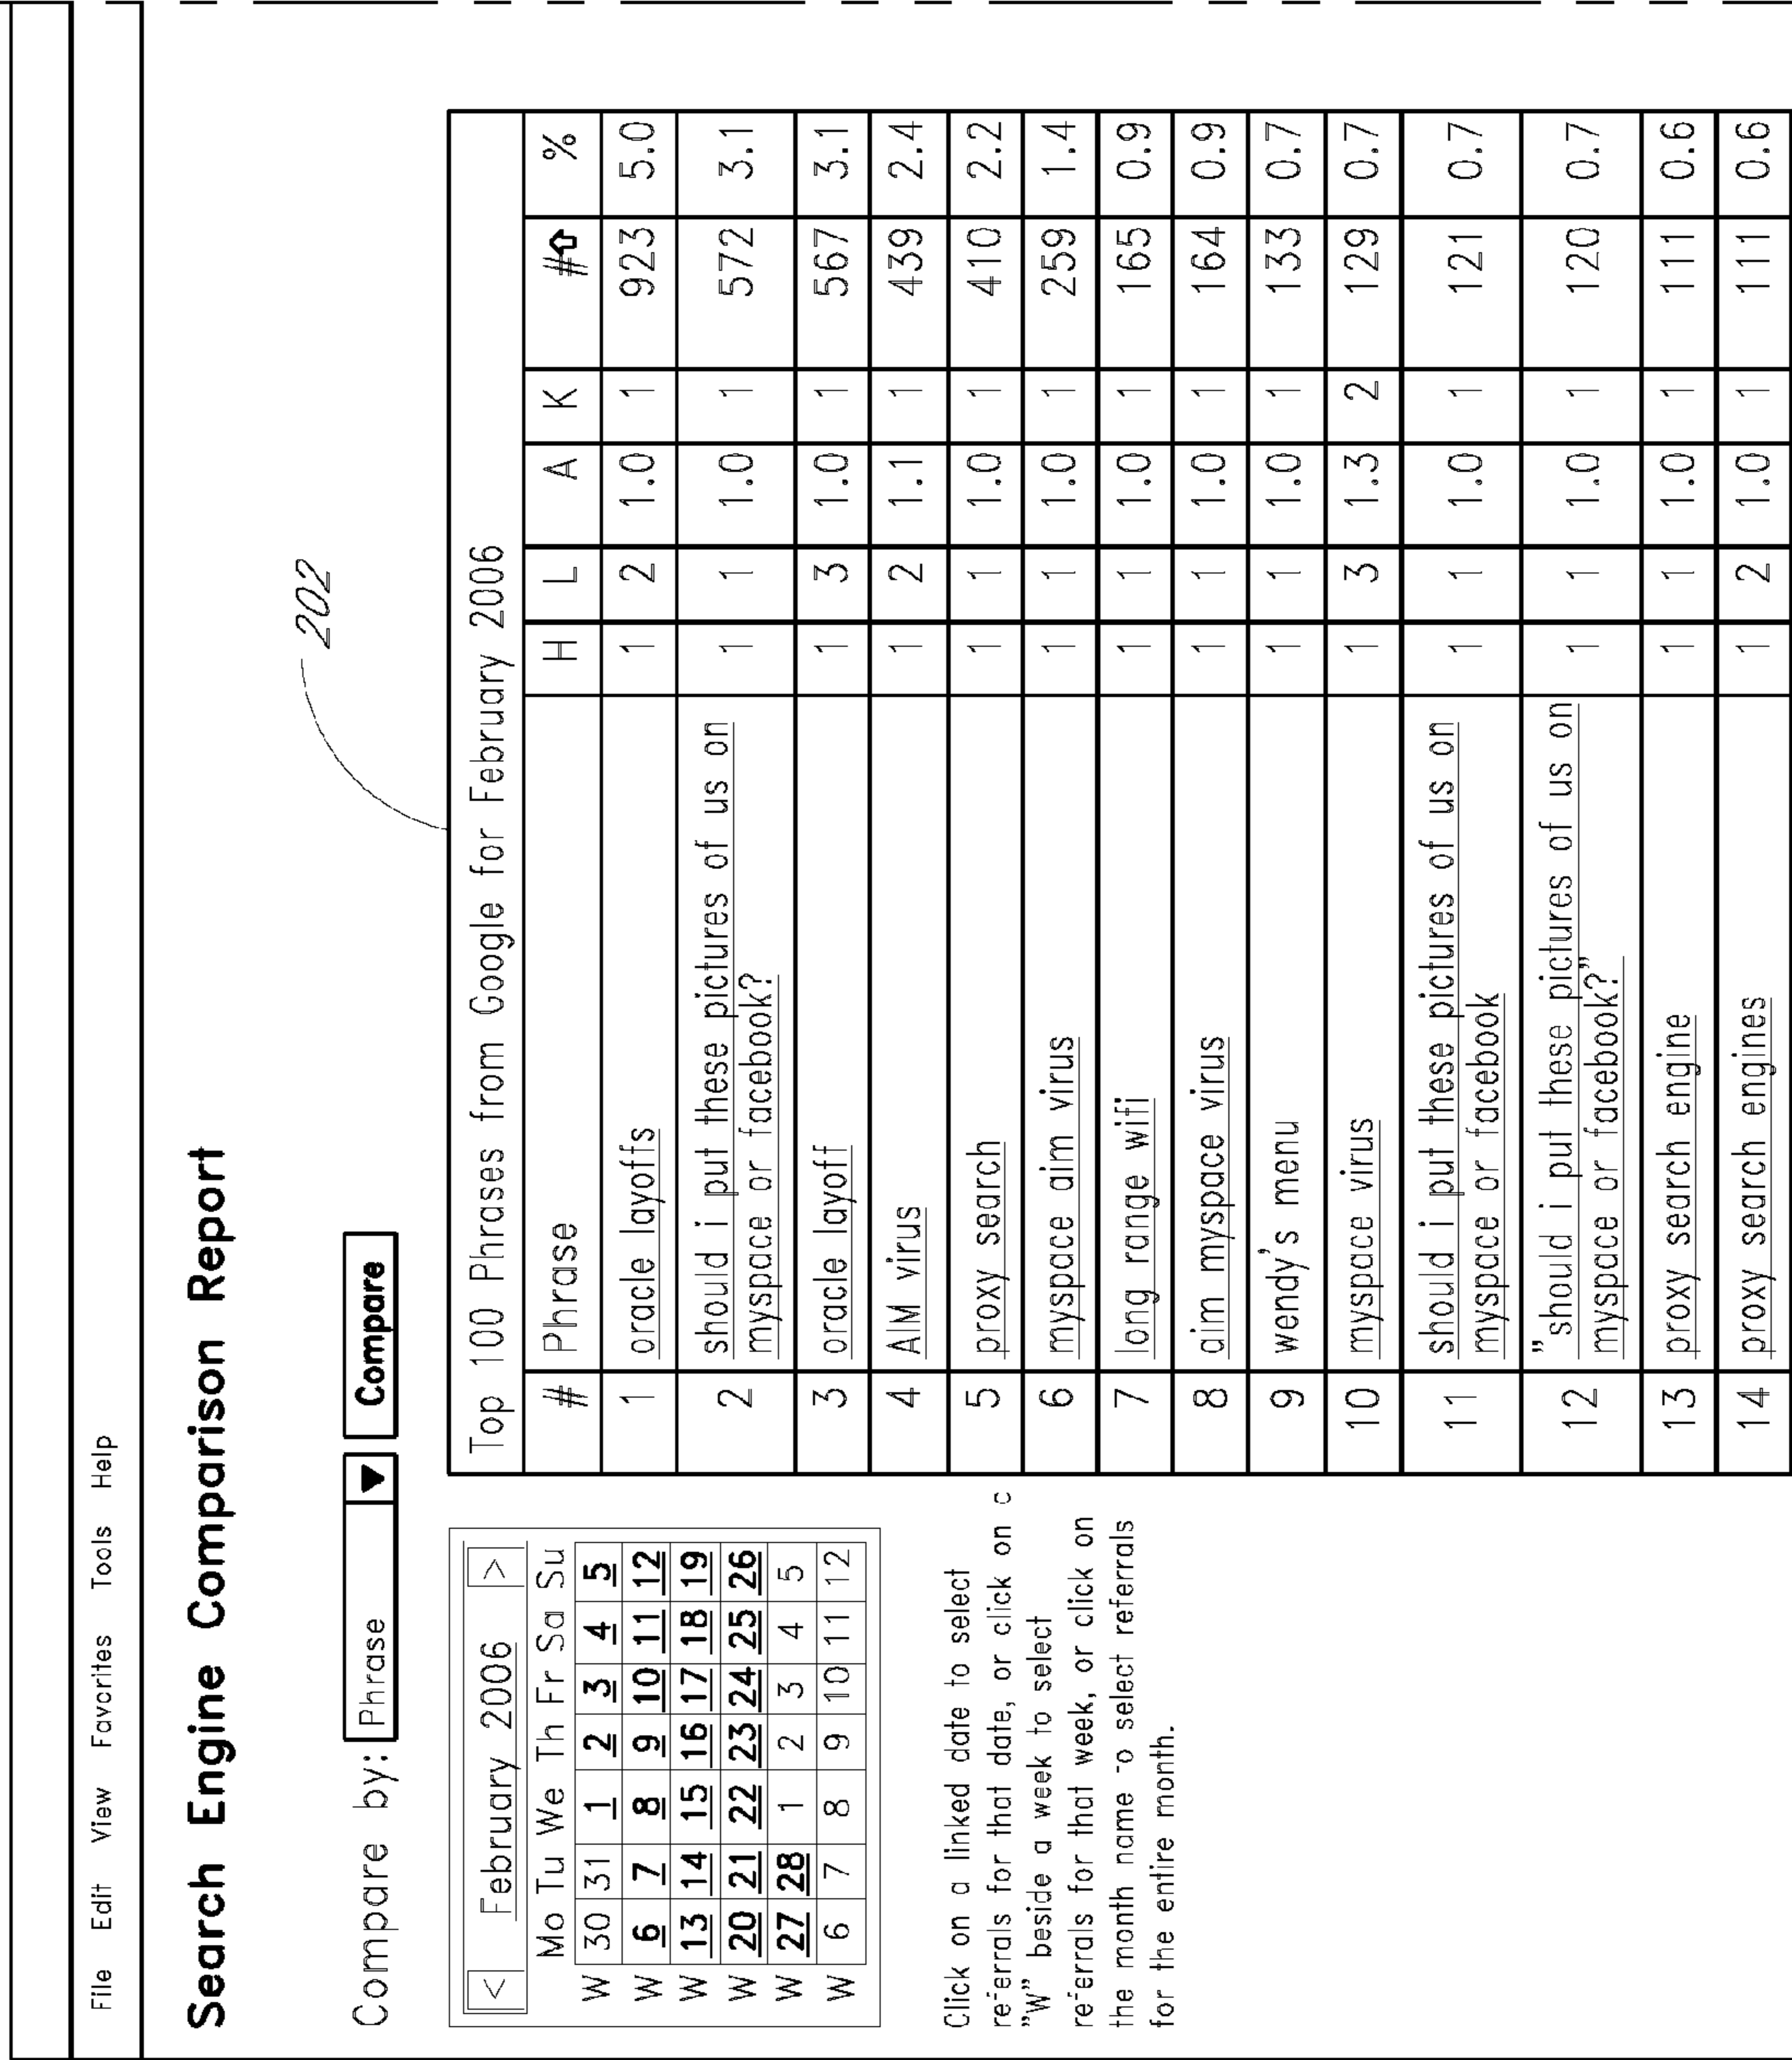 File Edit View Favorites Tools Help
Search Engine Comparison Report
Compare by: Phrase Compare
202
< February 2006 >
Mo Tu We Th Fr Sa Su
W 30 31 1 2 3 4 5
W 6 7 8 9 10 11 12
W 13 14 15 16 17 18 19
W 20 21 22 23 24 25 26
W 27 28 1 2 3 4 5
W 6 7 8 9 10 11 12
Click on a linked date to select
referrals for that date, or click on c
"W" beside a week to select
referrals for that week, or click on
the month name to select referrals
for the entire month.
Top 100 Phrases from Google for February 2006
# Phrase H L A K # %
1 oracle layoffs 1 2 1.0 1 923 5.0
2 should i put these pictures of us on 1 1 1.0 1 572 3.1
myspace or facebook?
3 oracle layoff 1 3 1.0 1 567 3.1
4 AIM virus 1 2 1.1 1 439 2.4
5 proxy search 1 1 1.0 1 410 2.2
6 myspace aim virus 1 1 1.0 1 259 1.4
7 long range wifi 1 1 1.0 1 165 0.9
8 aim myspace virus 1 1 1.0 1 164 0.9
9 wendy's menu 1 1 1.0 1 133 0.7
10 myspace virus 1 3 1.3 2 129 0.7
11 should i put these pictures of us on 1 1 1.0 1 121 0.7
myspace or facebook
12 "should i put these pictures of us on 1 1 1.0 1 120 0.7
myspace or facebook?"
13 proxy search engine 1 1 1.0 1 111 0.6
14 proxy search engines 1 2 1.0 1 111 0.6